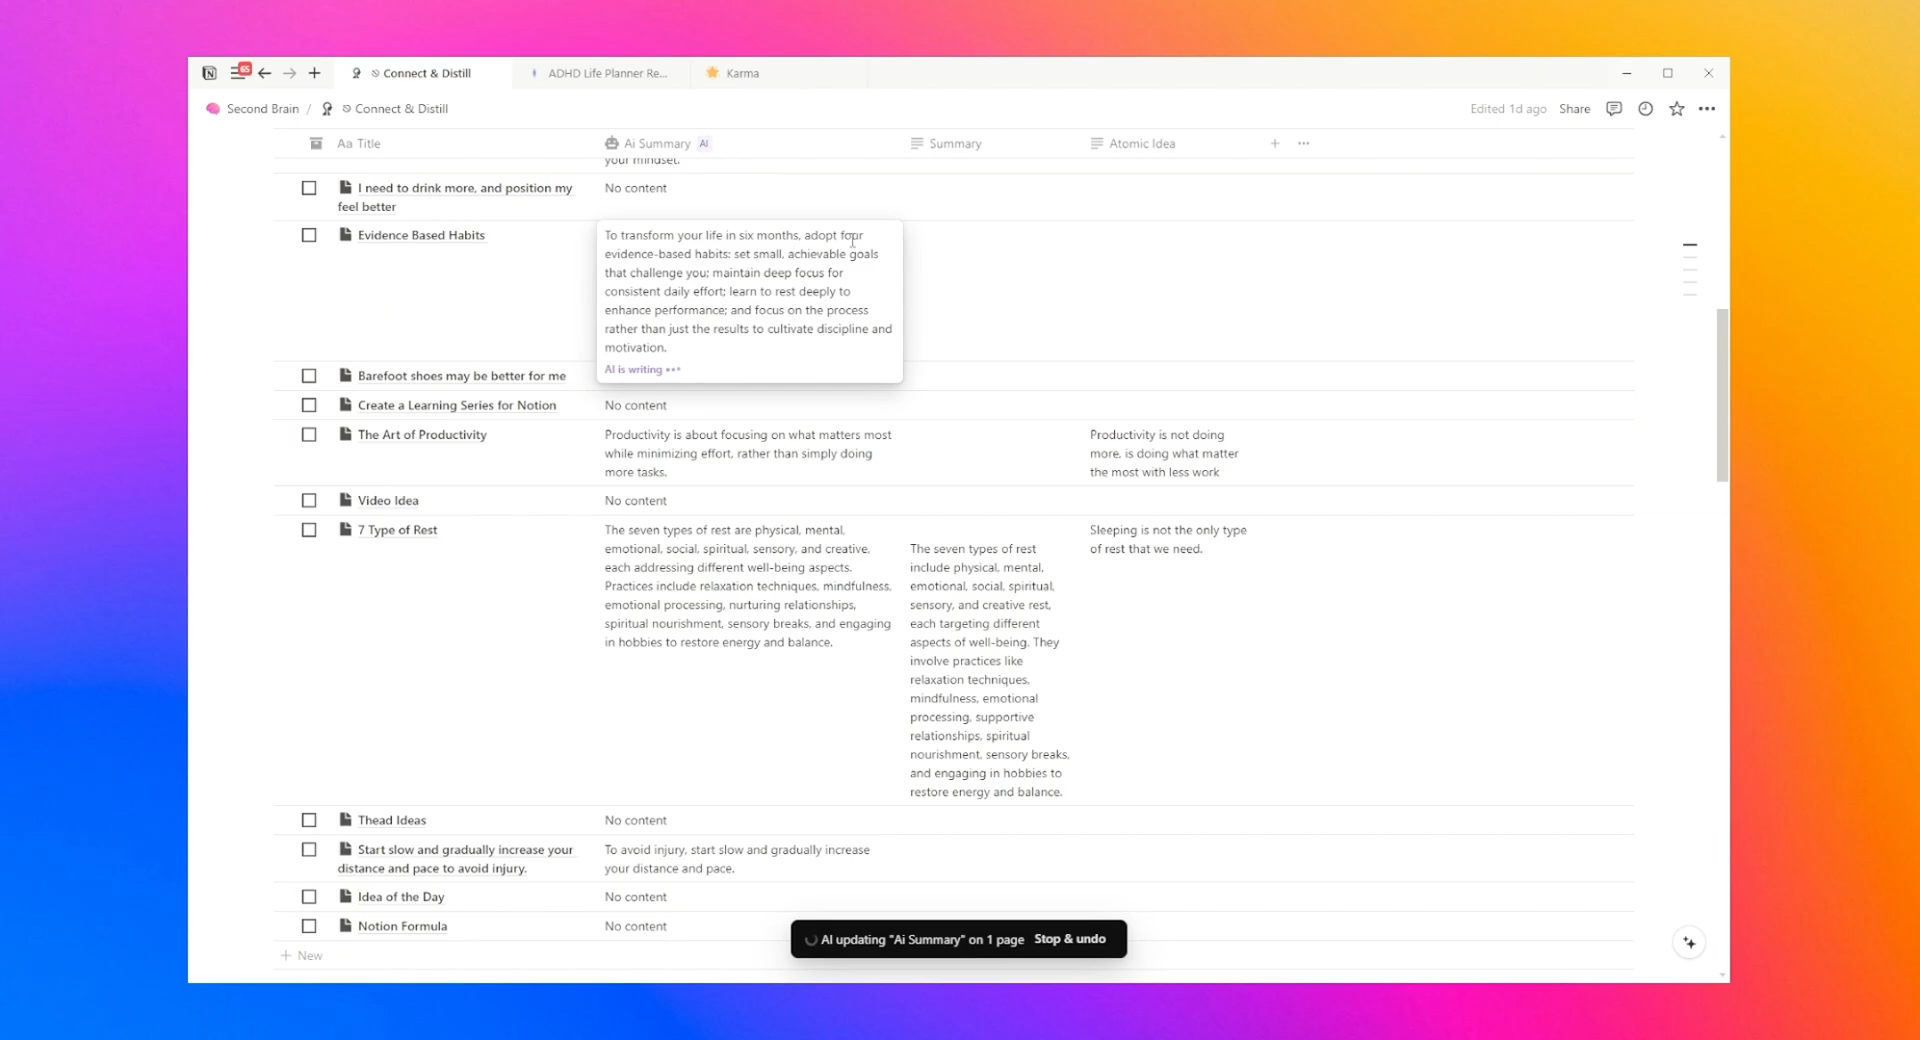 65
Connect & Distill
ADHD Life Planner Re...
Karma
Second Brain / Connect & Distill
Edited 1d ago
Share
Aa Title
Ai Summary AI
Summary
Atomic Idea
your mindset.
I need to drink more, and position my
feel better
No content
Evidence Based Habits
To transform your life in six months, adopt four
evidence-based habits: set small, achievable goals
that challenge you; maintain deep focus for
consistent daily effort; learn to rest deeply to
enhance performance; and focus on the process
rather than just the results to cultivate discipline and
motivation.
AI is writing
Barefoot shoes may be better for me
Create a Learning Series for Notion
No content
The Art of Productivity
Productivity is about focusing on what matters most
while minimizing effort, rather than simply doing
more tasks.
Productivity is not doing
more, is doing what matter
the most with less work
Video Idea
No content
7 Type of Rest
The seven types of rest are physical, mental,
emotional, social, spiritual, sensory, and creative,
each addressing different well-being aspects.
Practices include relaxation techniques, mindfulness,
emotional processing, nurturing relationships,
spiritual nourishment, sensory breaks, and engaging
in hobbies to restore energy and balance.
The seven types of rest
include physical, mental,
emotional, social, spiritual,
sensory, and creative rest,
each targeting different
aspects of well-being. They
involve practices like
relaxation techniques,
mindfulness, emotional
processing, supportive
relationships, spiritual
nourishment, sensory breaks,
and engaging in hobbies to
restore energy and balance.
Sleeping is not the only type
of rest that we need.
Thead Ideas
No content
Start slow and gradually increase your
distance and pace to avoid injury.
To avoid injury, start slow and gradually increase
your distance and pace.
Idea of the Day
No content
Notion Formula
No content
+ New
AI updating "Ai Summary" on 1 page Stop & undo